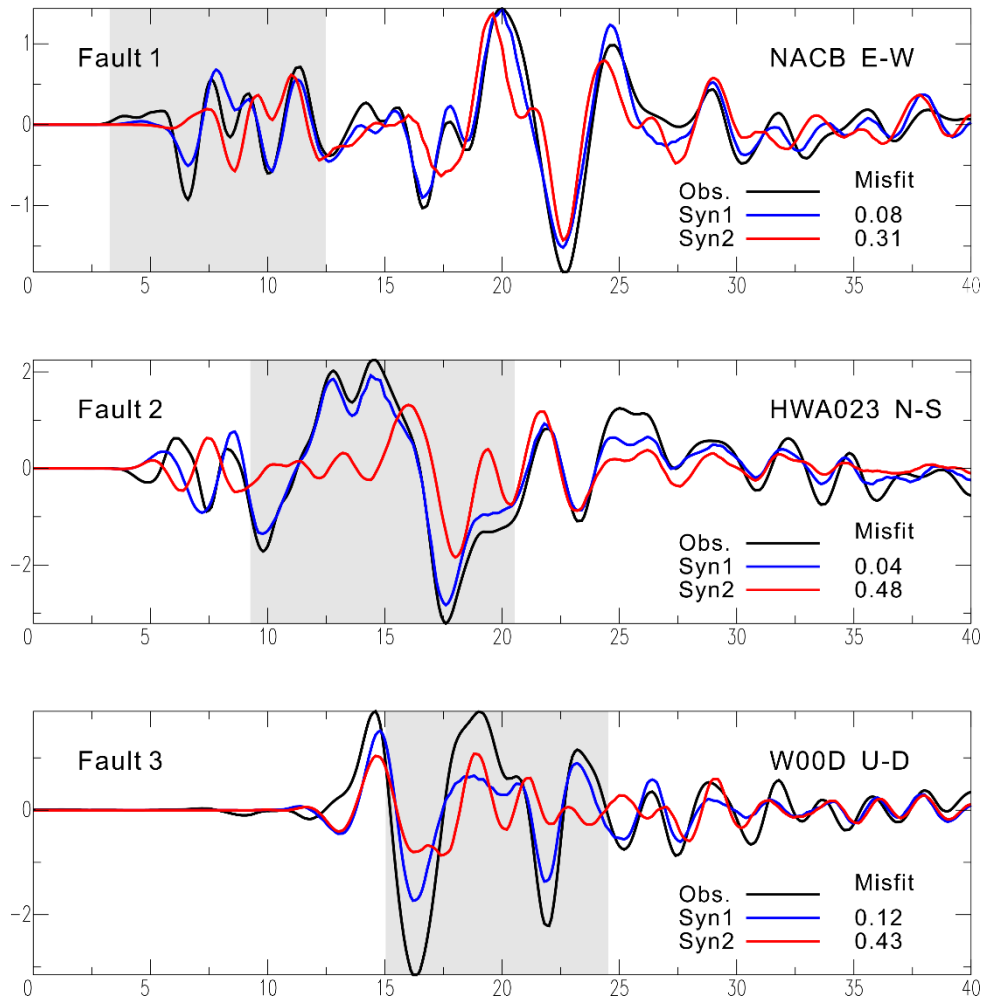 Fault 1 NACB E-W
1
0
-1
Misfit
Obs.
Syn1 0.08
Syn2 0.31
0 5 10 15 20 25 30 35 40
Fault 2 HWA023 N-S
2
0
-2
Misfit
Obs.
Syn1 0.04
Syn2 0.48
0 5 10 15 20 25 30 35 40
Fault 3 W00D U-D
0
-2
Misfit
Obs.
Syn1 0.12
Syn2 0.43
0 5 10 15 20 25 30 35 40